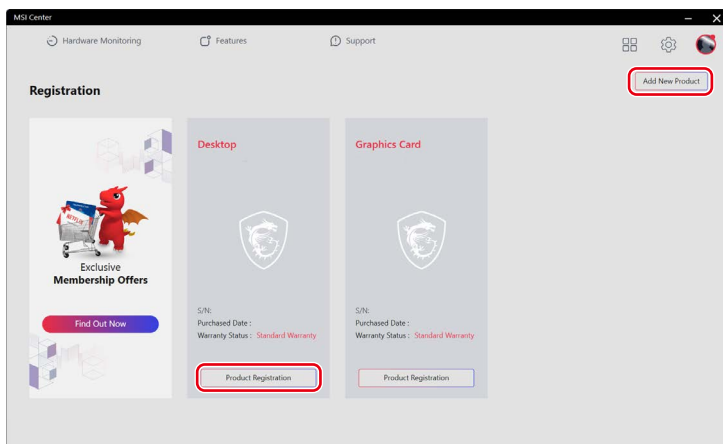 MSI Center
Hardware Monitoring
Features
Support
Add New Product
Registration
NETFLIX
Exclusive
Membership Offers
Find Out Now
Desktop
S/N:
Purchased Date :
Warranty Status : Standard Warranty
Product Registration
Graphics Card
S/N:
Purchased Date :
Warranty Status : Standard Warranty
Product Registration